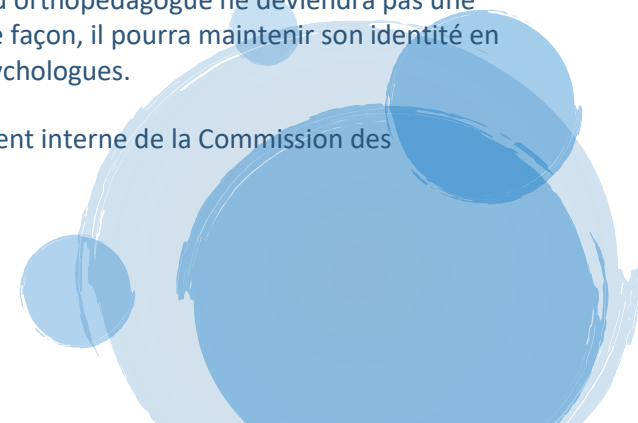 d'orthopédagogue ne deviendra pas une
e façon, il pourra maintenir son identité en
ychologues.
ent interne de la Commission des